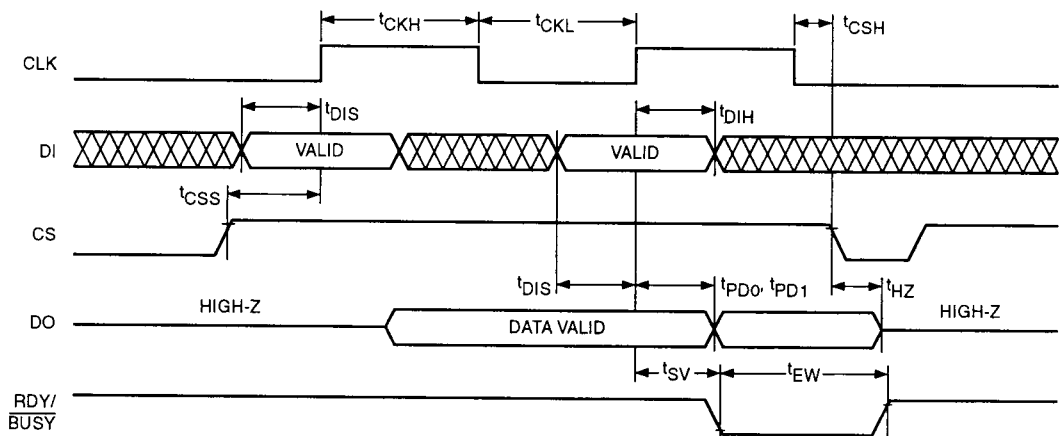 tCKH
tCKL
tCSH
CLK
tDIS
tDIH
DI
VALID
VALID
tCSS
CS
tDIS
tPD0, tPD1
tHZ
HIGH-Z
HIGH-Z
DO
DATA VALID
tSV
tEW
RDY/
BUSY